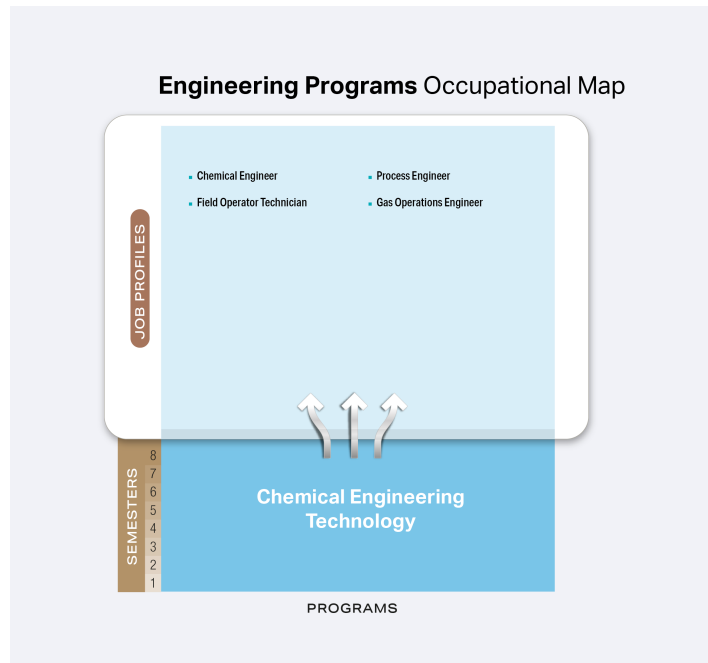 Engineering Programs Occupational Map
Chemical Engineer
Process Engineer
Field Operator Technician
Gas Operations Engineer
JOB PROFILES
8
7
6
5
4
3
2
1
SEMESTERS
Chemical Engineering
Technology
PROGRAMS